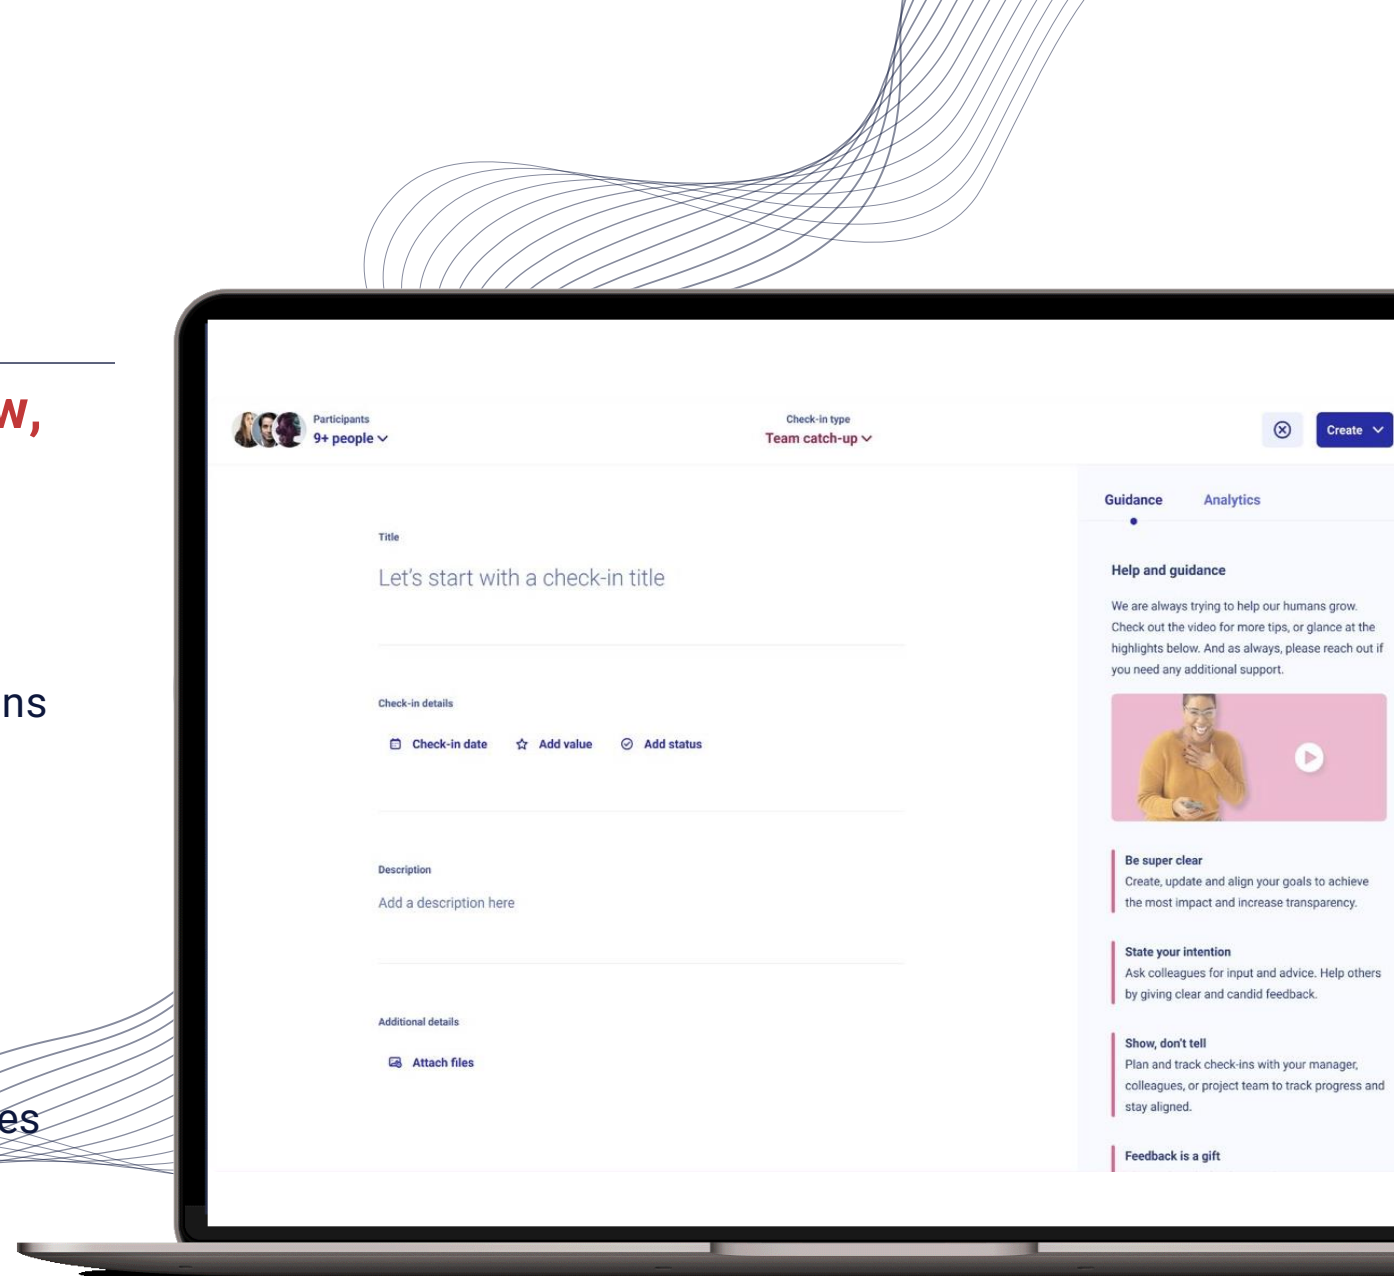 w,
ns
es
Participants
9+ people
Check-in type
Team catch-up
Create
Title
Let's start with a check-in title
Check-in details
Check-in date
Add value
Add status
Description
Add a description here
Additional details
Attach files
Guidance
Analytics
Help and guidance
We are always trying to help our humans grow.
Check out the video for more tips, or glance at the
highlights below. And as always, please reach out if
you need any additional support.
Be super clear
Create, update and align your goals to achieve
the most impact and increase transparency.
State your intention
Ask colleagues for input and advice. Help others
by giving clear and candid feedback.
Show, don't tell
Plan and track check-ins with your manager,
colleagues, or project team to track progress and
stay aligned.
Feedback is a gift